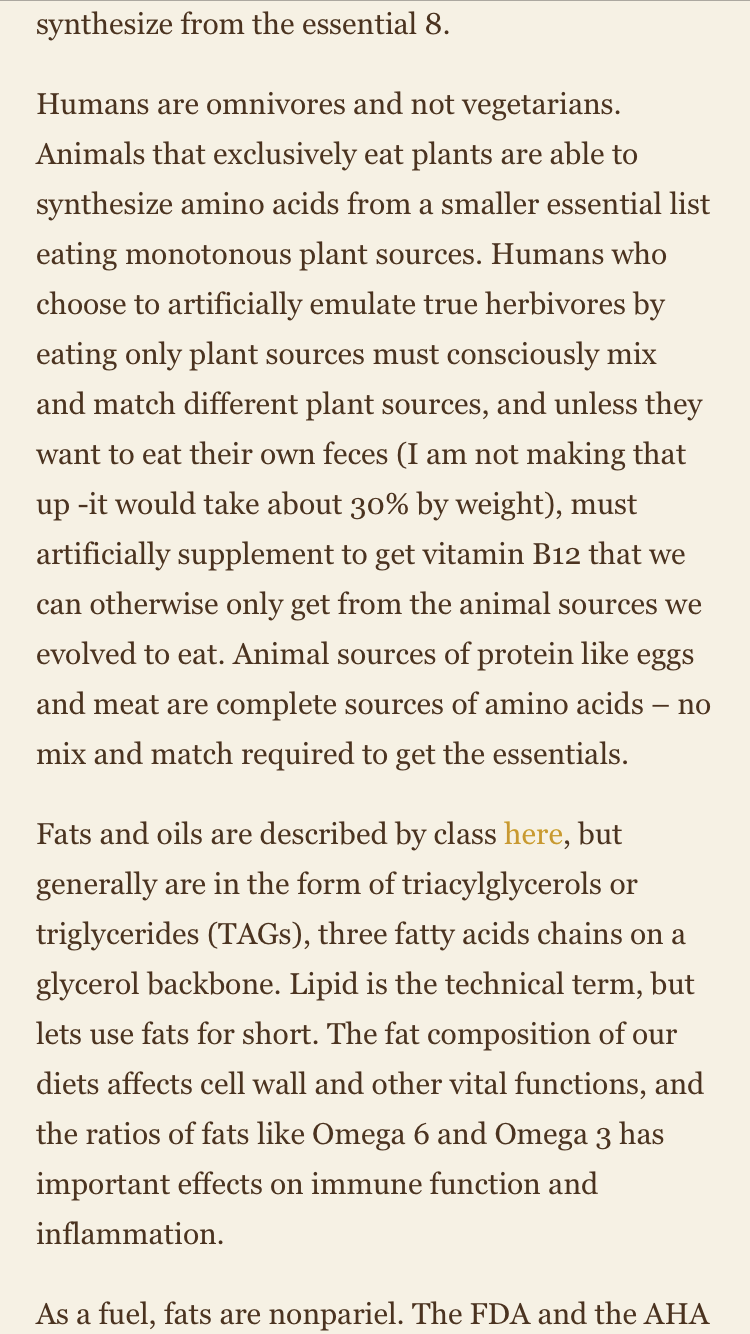 synthesize from the essential 8.
Humans are omnivores and not vegetarians.
Animals that exclusively eat plants are able to
synthesize amino acids from a smaller essential list
eating monotonous plant sources. Humans who
choose to artificially emulate true herbivores by
eating only plant sources must consciously mix
and match different plant sources, and unless they
want to eat their own feces (I am not making that
up -it would take about 30% by weight), must
artificially supplement to get vitamin B12 that we
can otherwise only get from the animal sources we
evolved to eat. Animal sources of protein like eggs
and meat are complete sources of amino acids – no
mix and match required to get the essentials.
Fats and oils are described by class here, but
generally are in the form of triacylglycerols or
triglycerides (TAGs), three fatty acids chains on a
glycerol backbone. Lipid is the technical term, but
lets use fats for short. The fat composition of our
diets affects cell wall and other vital functions, and
the ratios of fats like Omega 6 and Omega 3 has
important effects on immune function and
inflammation.
As a fuel, fats are nonpariel. The FDA and the AHA